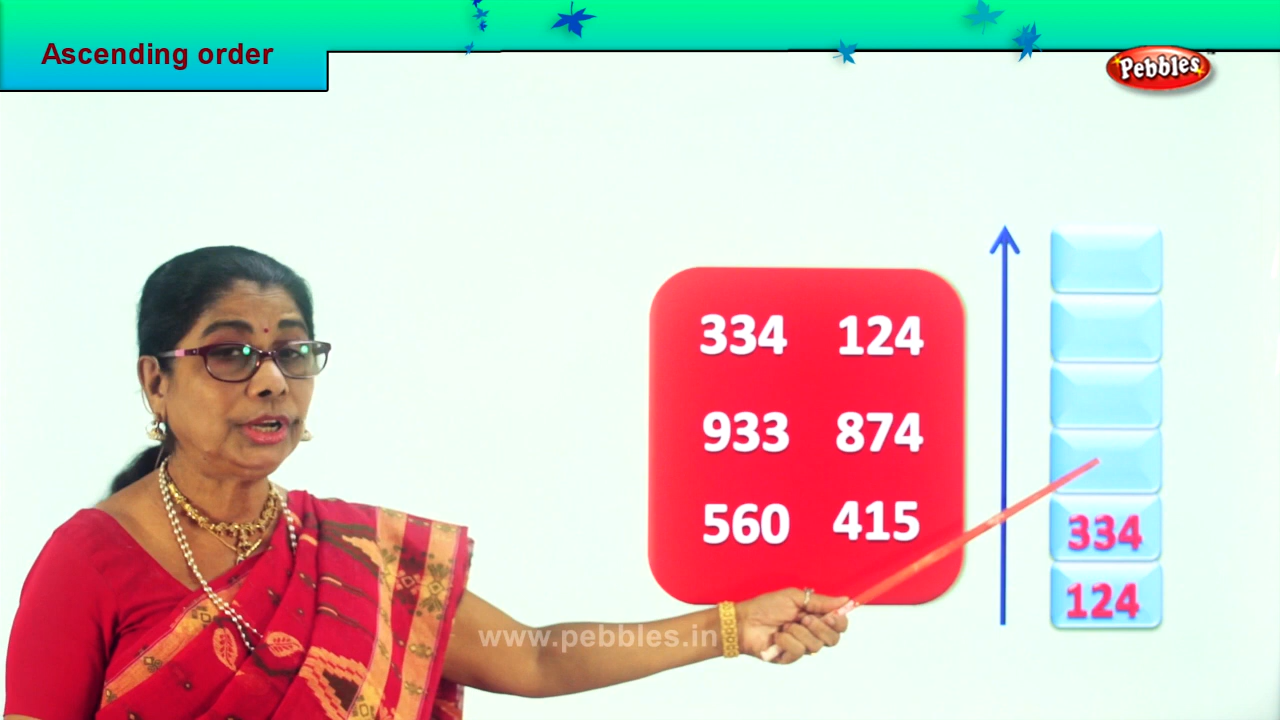 Ascending order
Pebbles
334 124
933 874
560 415
334
124
www.pebbles.in